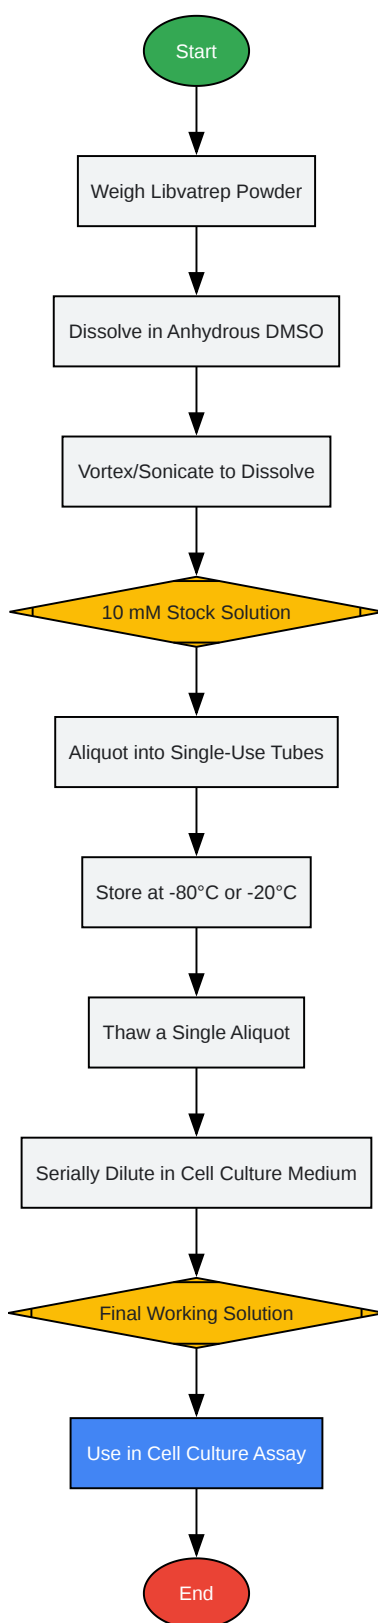 Start
Weigh Libvatrep Powder
Dissolve in Anhydrous DMSO
Vortex/Sonicate to Dissolve
10 mM Stock Solution
Aliquot into Single-Use Tubes
Store at -80°C or -20°C
Thaw a Single Aliquot
Serially Dilute in Cell Culture Medium
Final Working Solution
Use in Cell Culture Assay
End